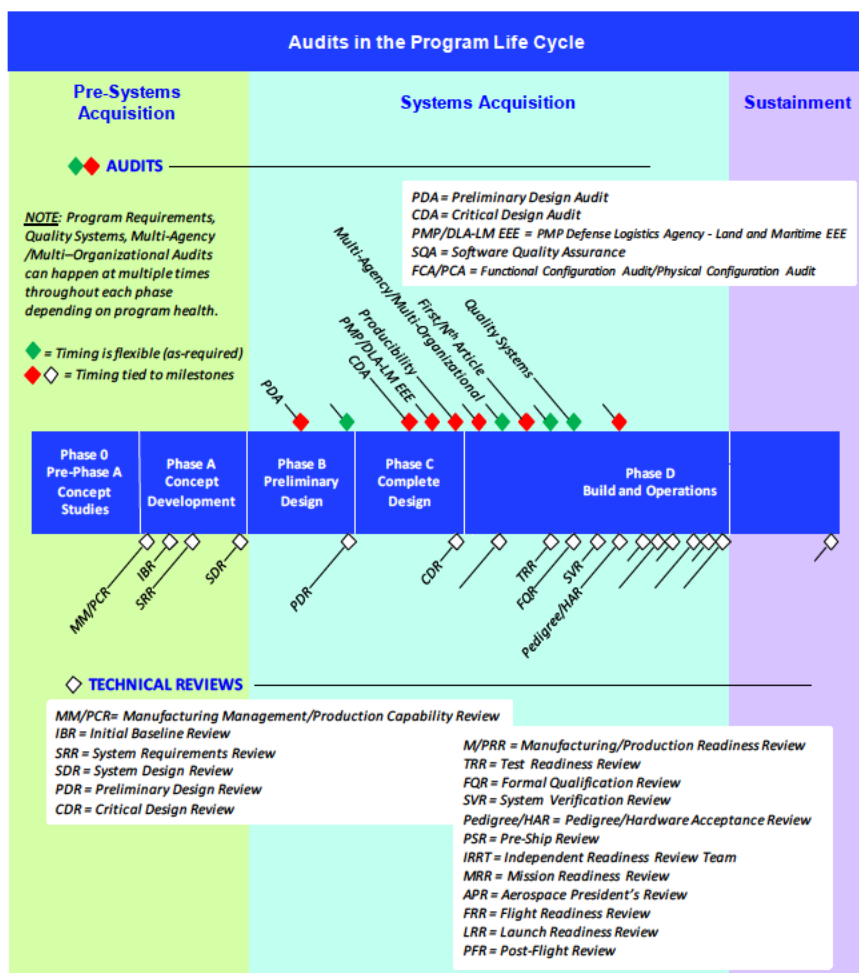 Audits in the Program Life Cycle
Pre-Systems
Acquisition
Systems Acquisition
Sustainment
AUDITS
NOTE: Program Requirements,
Quality Systems, Multi-Agency
/Multi–Organizational Audits
can happen at multiple times
throughout each phase
depending on program health.
= Timing is flexible (as-required)
= Timing tied to milestones
PDA = Preliminary Design Audit
CDA = Critical Design Audit
PMP/DLA-LM EEE = PMP Defense Logistics Agency - Land and Maritime EEE
SQA = Software Quality Assurance
FCA/PCA = Functional Configuration Audit/Physical Configuration Audit
PDA
CDA
PMP/DLA-LM EEE
Producibility
Multi-Agency/Multi-Organizational
First/Nth Article
Quality Systems
Phase 0
Pre-Phase A
Concept
Studies
Phase A
Concept
Development
Phase B
Preliminary
Design
Phase C
Complete
Design
Phase D
Build and Operations
MM/PCR
IBR
SRR
SDR
PDR
CDR
TRR
FQR
SVR
Pedigree/HAR
TECHNICAL REVIEWS
MM/PCR= Manufacturing Management/Production Capability Review
IBR = Initial Baseline Review
SRR = System Requirements Review
SDR = System Design Review
PDR = Preliminary Design Review
CDR = Critical Design Review
M/PRR = Manufacturing/Production Readiness Review
TRR = Test Readiness Review
FQR = Formal Qualification Review
SVR = System Verification Review
Pedigree/HAR = Pedigree/Hardware Acceptance Review
PSR = Pre-Ship Review
IRRT = Independent Readiness Review Team
MRR = Mission Readiness Review
APR = Aerospace President's Review
FRR = Flight Readiness Review
LRR = Launch Readiness Review
PFR = Post-Flight Review